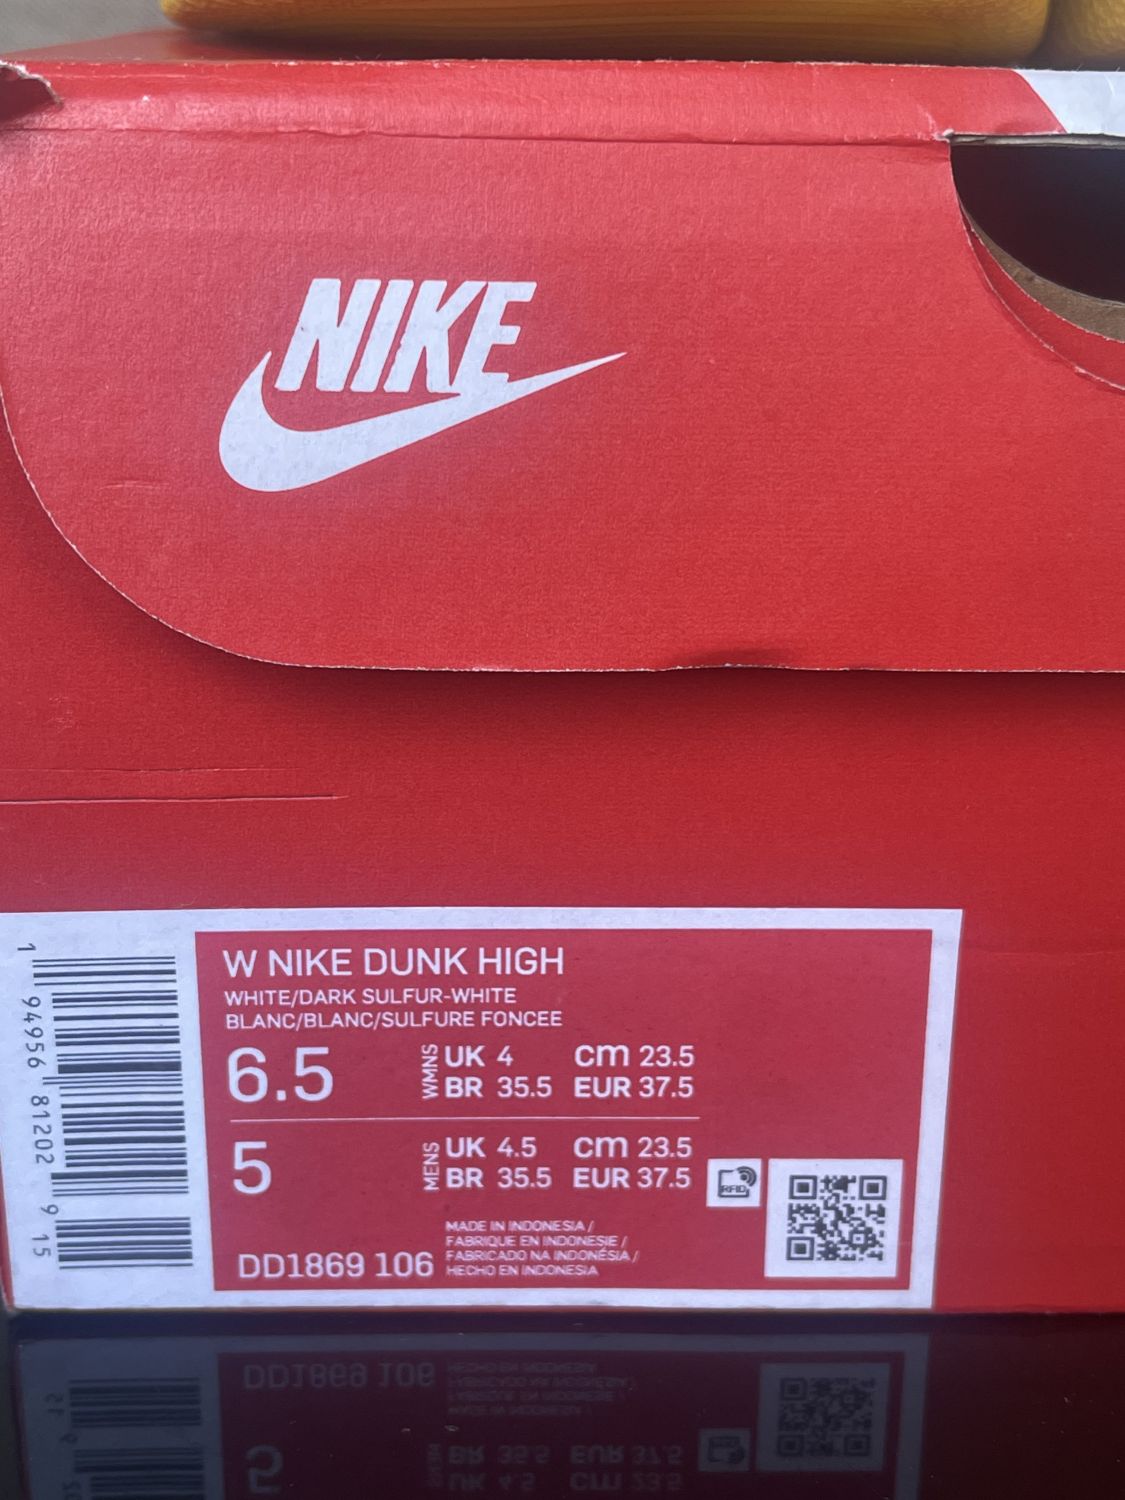 NIKE
W NIKE DUNK HIGH
WHITE/DARK SULFUR-WHITE
BLANC/BLANC/SULFURE FONCEE
6.5 WMNS UK 4 cm 23.5
BR 35.5 EUR 37.5
5 MENS UK 4.5 cm 23.5
BR 35.5 EUR 37.5
RFID
MADE IN INDONESIA /
FABRIQUE EN INDONESIE /
FABRICADO NA INDONÉSIA /
HECHO EN INDONESIA
DD1869 106
1 94956 81202 9 15